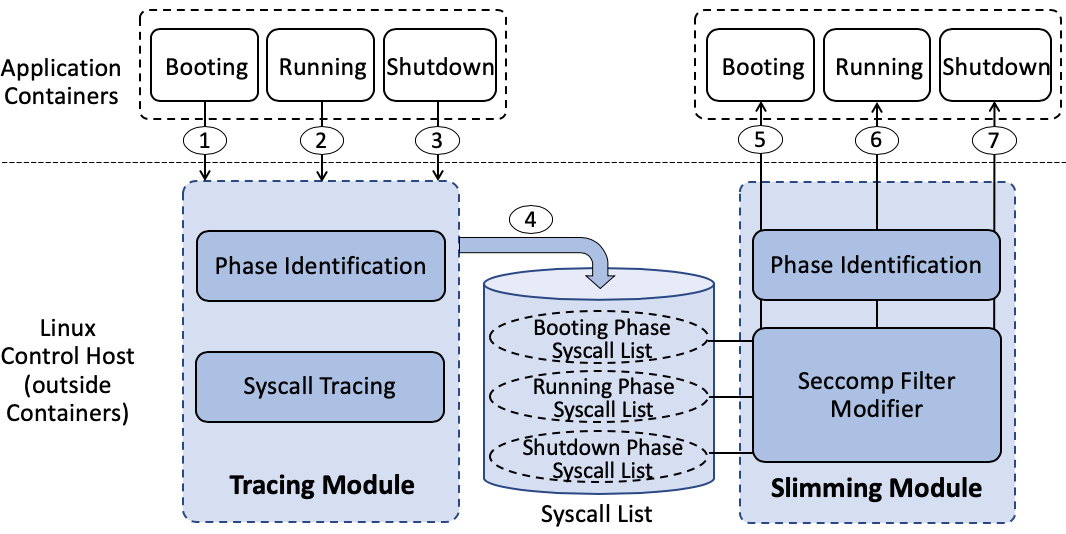 Application
Containers
Booting
Running
Shutdown
1
2
3
Booting
Running
Shutdown
5
6
7
Linux
Control Host
(outside
Containers)
Phase Identification
Syscall Tracing
Tracing Module
4
Booting Phase
Syscall List
Running Phase
Syscall List
Shutdown Phase
Syscall List
Syscall List
Phase Identification
Seccomp Filter
Modifier
Slimming Module